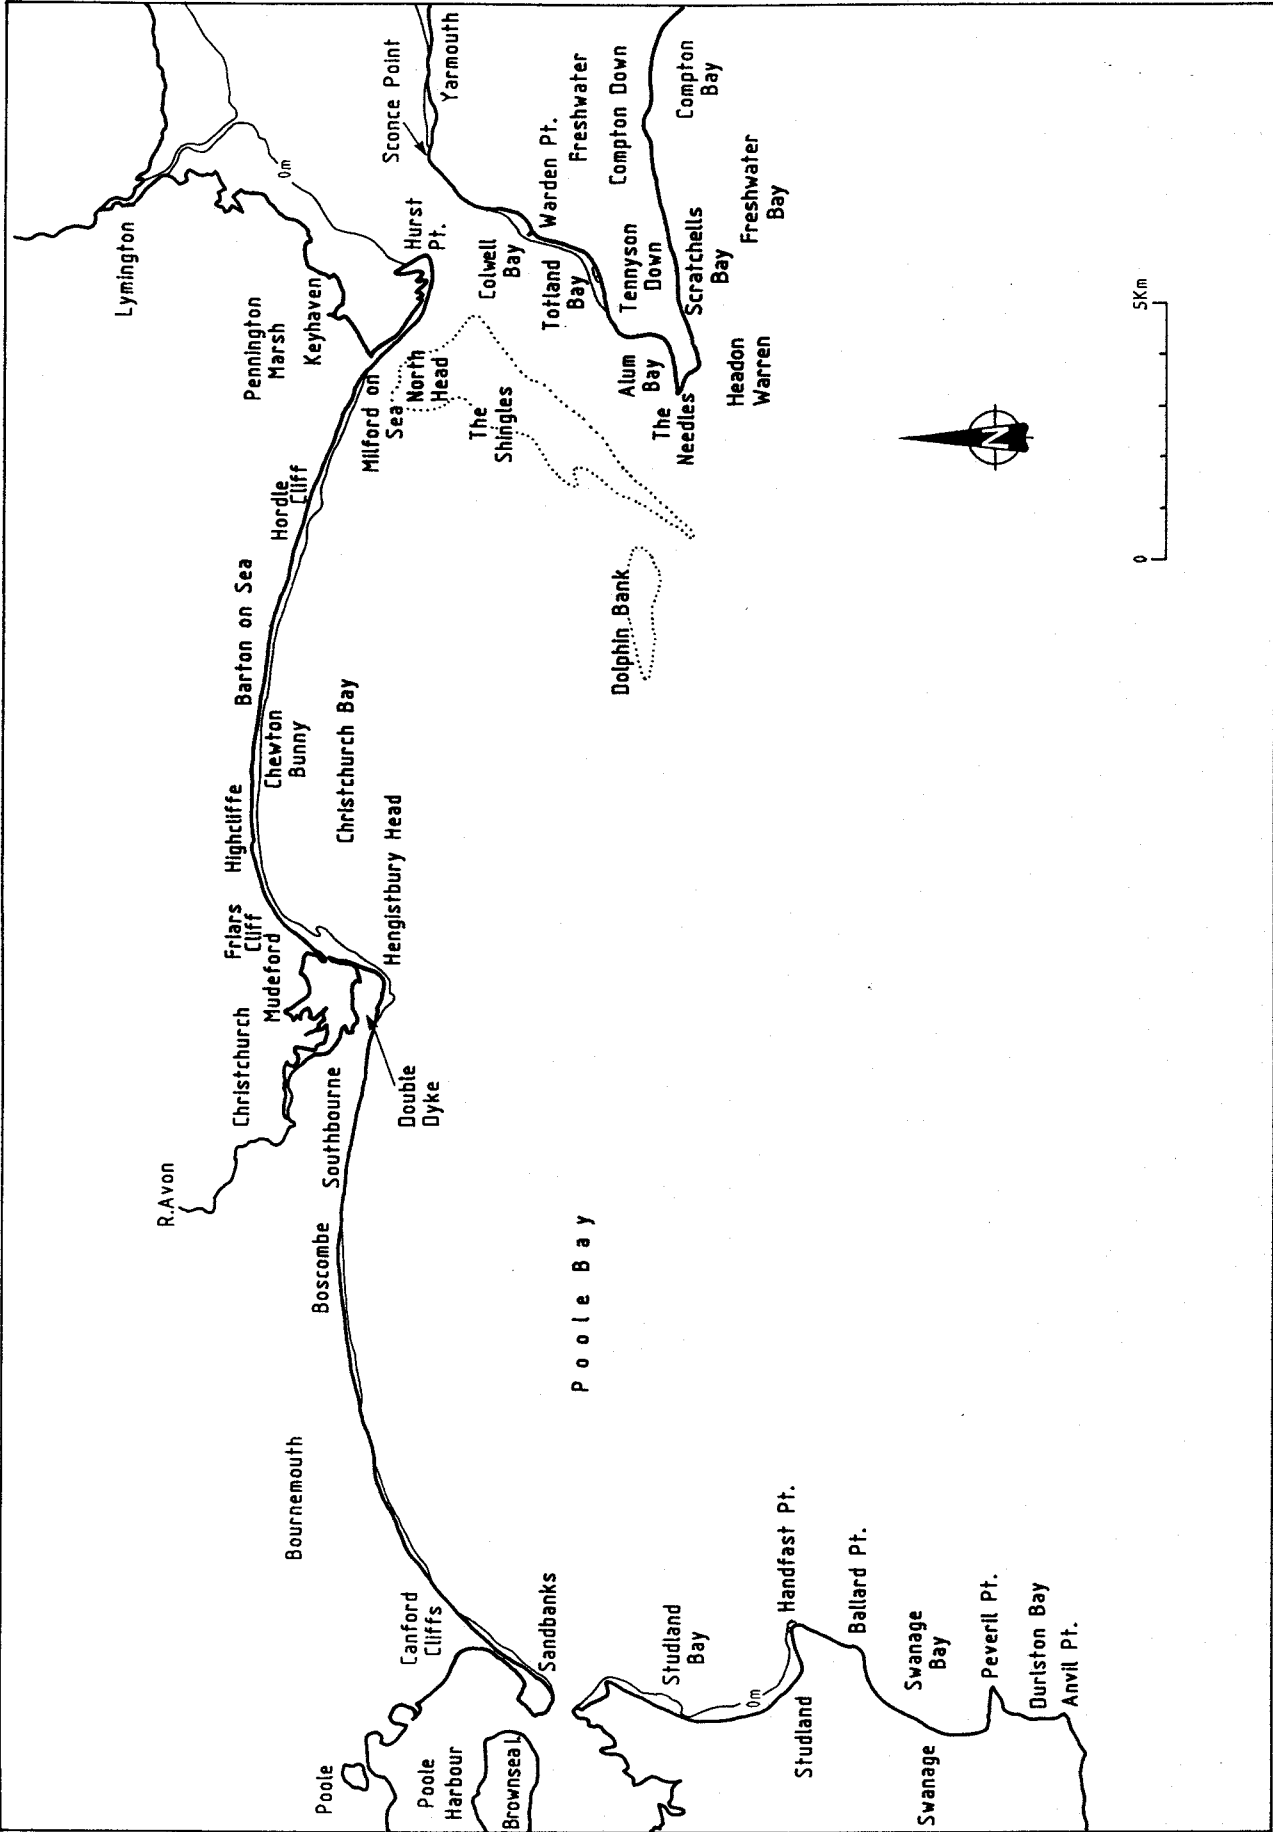 Poole
Poole
Harbour
Brownsea I.
Canford
Cliffs
Sandbanks
Bournemouth
Boscombe
Southbourne
R.Avon
Christchurch
Mudeford
Friars
Cliff
Double
Dyke
Hengistbury Head
Highcliffe
Chewton
Bunny
Christchurch Bay
Barton on Sea
Hordle
Cliff
Milford on
Sea
Pennington
Marsh
Keyhaven
Lymington
0m
Hurst
Pt.
North
Head
The
Shingles
Dolphin Bank
Sconce Point
Yarmouth
Colwell
Bay
Warden Pt.
Totland
Bay
Freshwater
Alum
Bay
The
Needles
Headon
Warren
Tennyson
Down
Scratchells
Bay
Compton Down
Freshwater
Bay
Compton
Bay
Poole Bay
Studland
Bay
0m
Studland
Handfast Pt.
Ballard Pt.
Swanage
Bay
Swanage
Peveril Pt.
Durlston Bay
Anvil Pt.
N
0
5Km